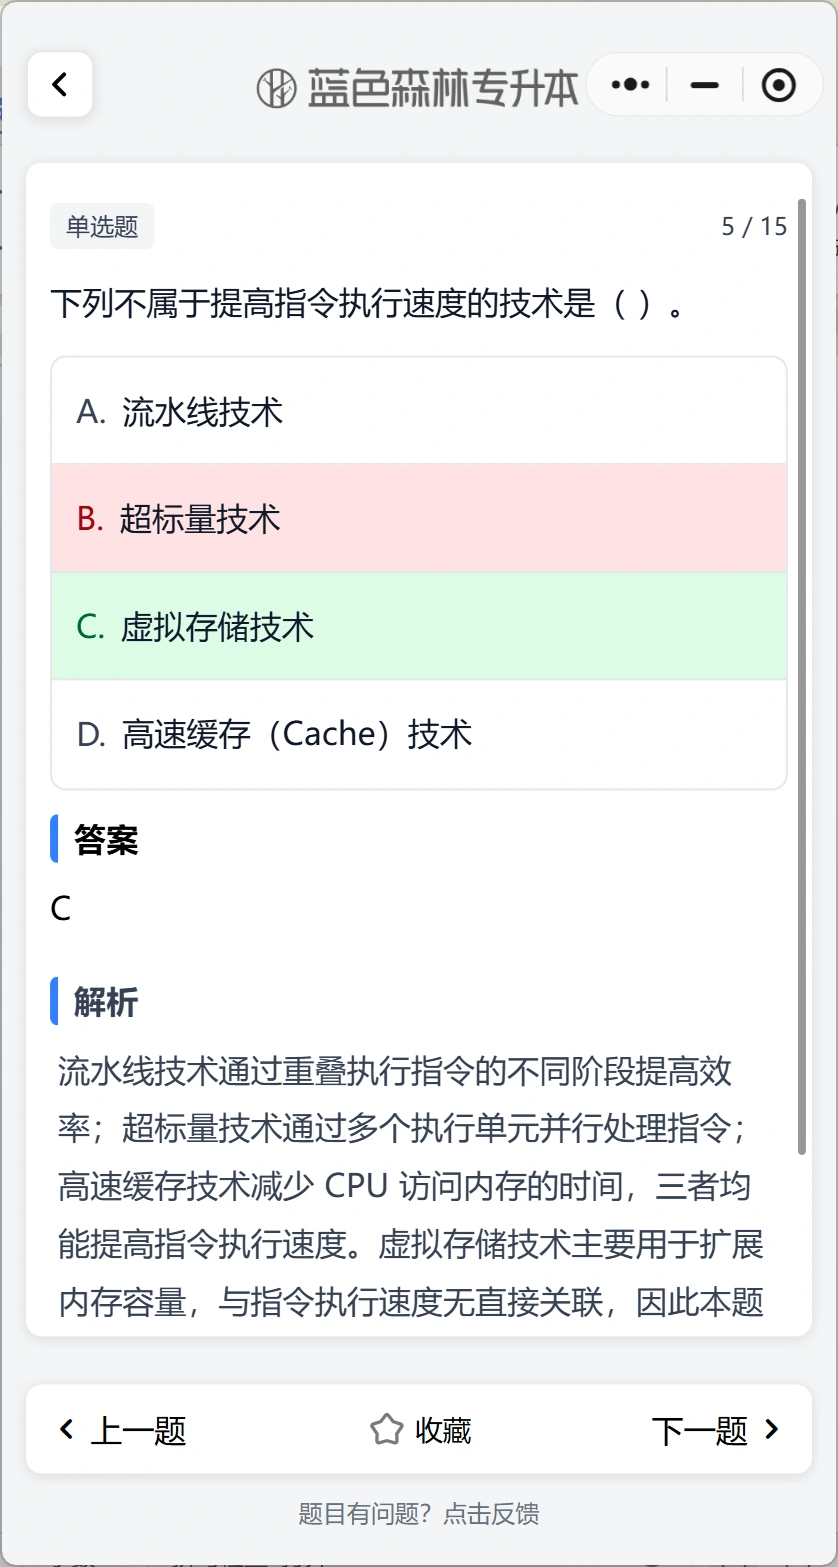 蓝色森林专升本
单选题
5 / 15
下列不属于提高指令执行速度的技术是（ ）。
A. 流水线技术
B. 超标量技术
C. 虚拟存储技术
D. 高速缓存（Cache）技术
答案
C
解析
流水线技术通过重叠执行指令的不同阶段提高效
率；超标量技术通过多个执行单元并行处理指令；
高速缓存技术减少 CPU 访问内存的时间，三者均
能提高指令执行速度。虚拟存储技术主要用于扩展
内存容量，与指令执行速度无直接关联，因此本题
上一题
收藏
下一题
题目有问题？点击反馈